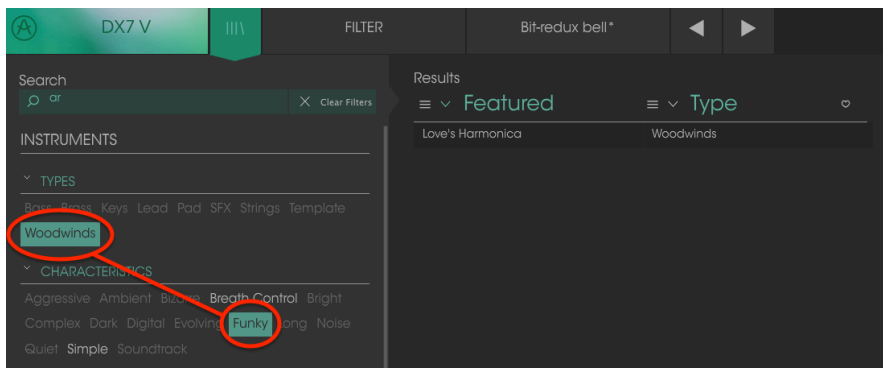 DX7 V FILTER Bit-redux bell*
Search
ar Clear Filters
INSTRUMENTS
TYPES
Bass Brass Keys Lead Pad SFX Strings Template
Woodwinds
CHARACTERISTICS
Aggressive Ambient Bizarre Breath Control Bright
Complex Dark Digital Evolving Funky Long Noise
Quiet Simple Soundtrack
Results
Featured Type
Love's Harmonica Woodwinds